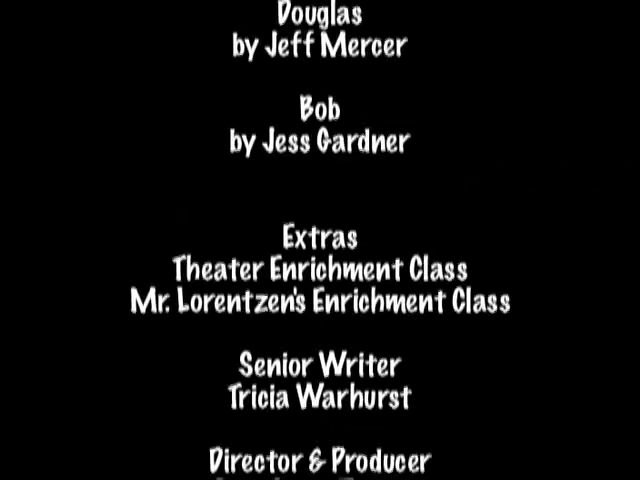 Douglas
by Jeff Mercer
Bob
by Jess Gardner
Extras
Theater Enrichment Class
Mr. Lorentzen's Enrichment Class
Senior Writer
Tricia Warhurst
Director & Producer